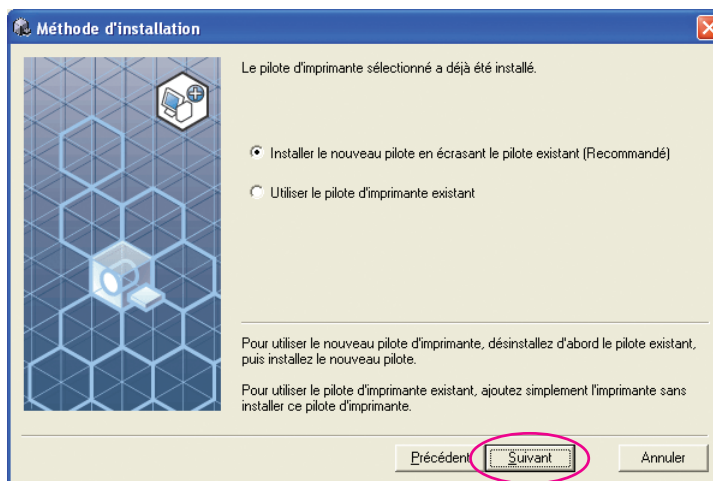 Méthode d'installation
Le pilote d'imprimante sélectionné a déjà été installé.
Installer le nouveau pilote en écrasant le pilote existant (Recommandé)
Utiliser le pilote d'imprimante existant
Pour utiliser le nouveau pilote d'imprimante, désinstallez d'abord le pilote existant,
puis installez le nouveau pilote.
Pour utiliser le pilote d'imprimante existant, ajoutez simplement l'imprimante sans
installer ce pilote d'imprimante.
Précédent Suivant Annuler